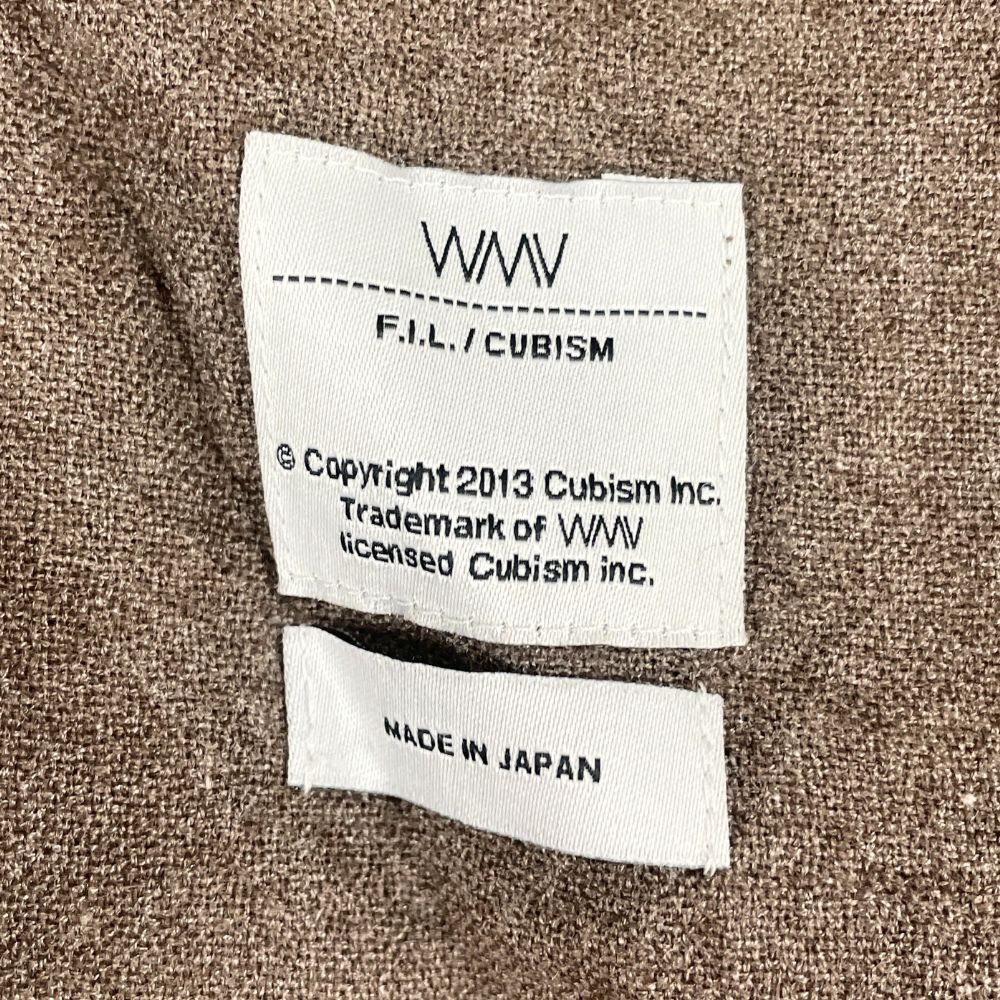 WMV
F.I.L. / CUBISM
© Copyright 2013 Cubism Inc.
Trademark of WMV
licensed Cubism inc.
MADE IN JAPAN